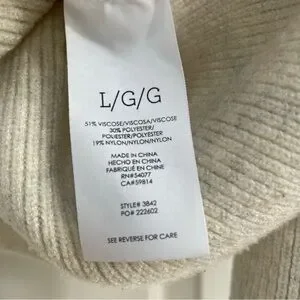 L/G/G
51% VISCOSE/VISCOSA/VISCOSE
30% POLYESTER/
POLIESTER/POLYESTER
19% NYLON/NYLON/NYLON
MADE IN CHINA
HECHO EN CHINA
FABRIQUÉ EN CHINE
RN#54077
CA#59814
STYLE# 3842
PO# 222602
SEE REVERSE FOR CARE